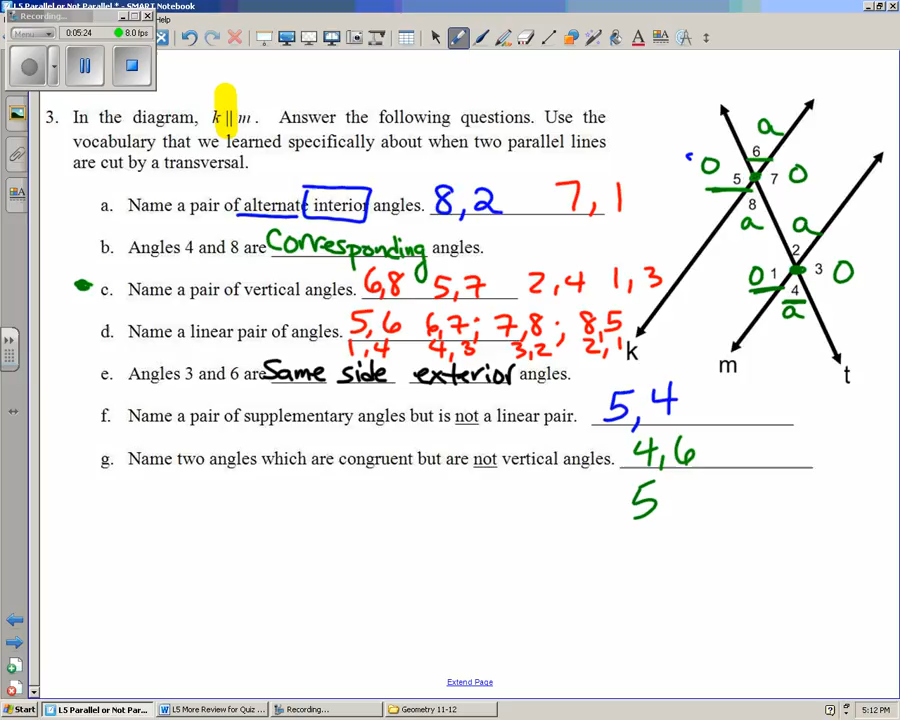 L5 Parallel or Not Parallel * - SMART Notebook
Recording...
Menu
0:05:24
8.0 fps
Help
3. In the diagram, k || m . Answer the following questions. Use the
vocabulary that we learned specifically about when two parallel lines
are cut by a transversal.
a. Name a pair of alternate interior angles. 8,2 7,1
b. Angles 4 and 8 are corresponding angles.
c. Name a pair of vertical angles. 6,8 5,7 2,4 1,3
d. Name a linear pair of angles. 5,6 6,7; 7,8; 8,5
1,4 4,3 3,2 2,1
e. Angles 3 and 6 are Same side exterior angles.
f. Name a pair of supplementary angles but is not a linear pair. 5,4
g. Name two angles which are congruent but are not vertical angles. 4,6
5
a
6
O 5 7 O
8
a a
2
O 1 3 O
4
a
k
m
t
Extend Page
Start
L5 Parallel or Not Par...
L5 More Review for Quiz ...
Recording...
Geometry 11-12
5:12 PM